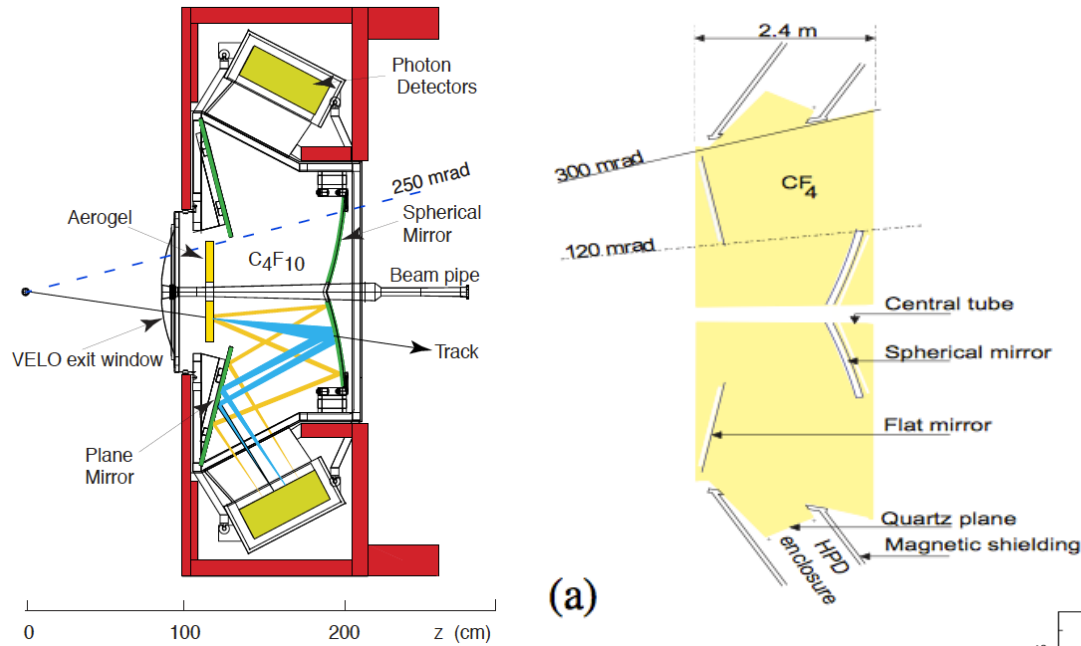 Photon
Detectors
250 mrad
Aerogel
Spherical
Mirror
C4F10
Beam pipe
VELO exit window
Track
Plane
Mirror
0
100
200
z (cm)
2.4 m
300 mrad
CF4
120 mrad
Central tube
Spherical mirror
Flat mirror
Quartz plane
Magnetic shielding
HPD
enclosure
(a)